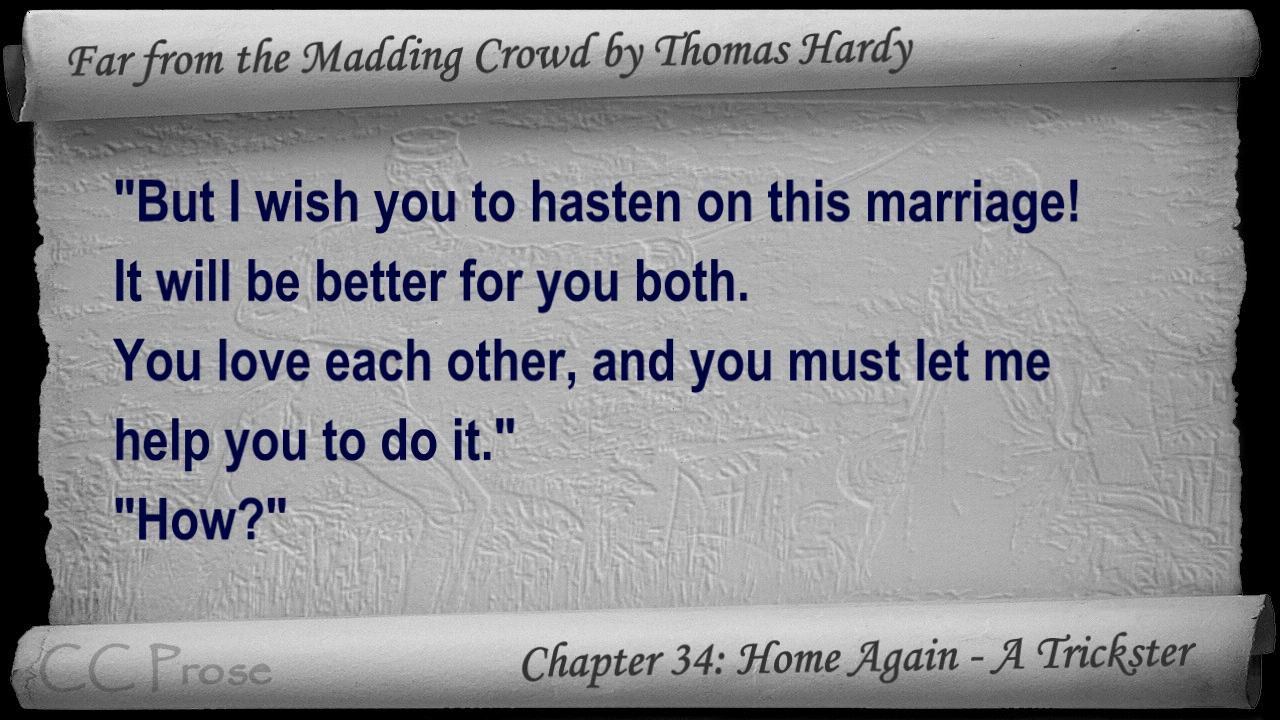 Far from the Madding Crowd by Thomas Hardy
"But I wish you to hasten on this marriage!
It will be better for you both.
You love each other, and you must let me
help you to do it."
"How?"
CC Prose
Chapter 34: Home Again - A Trickster